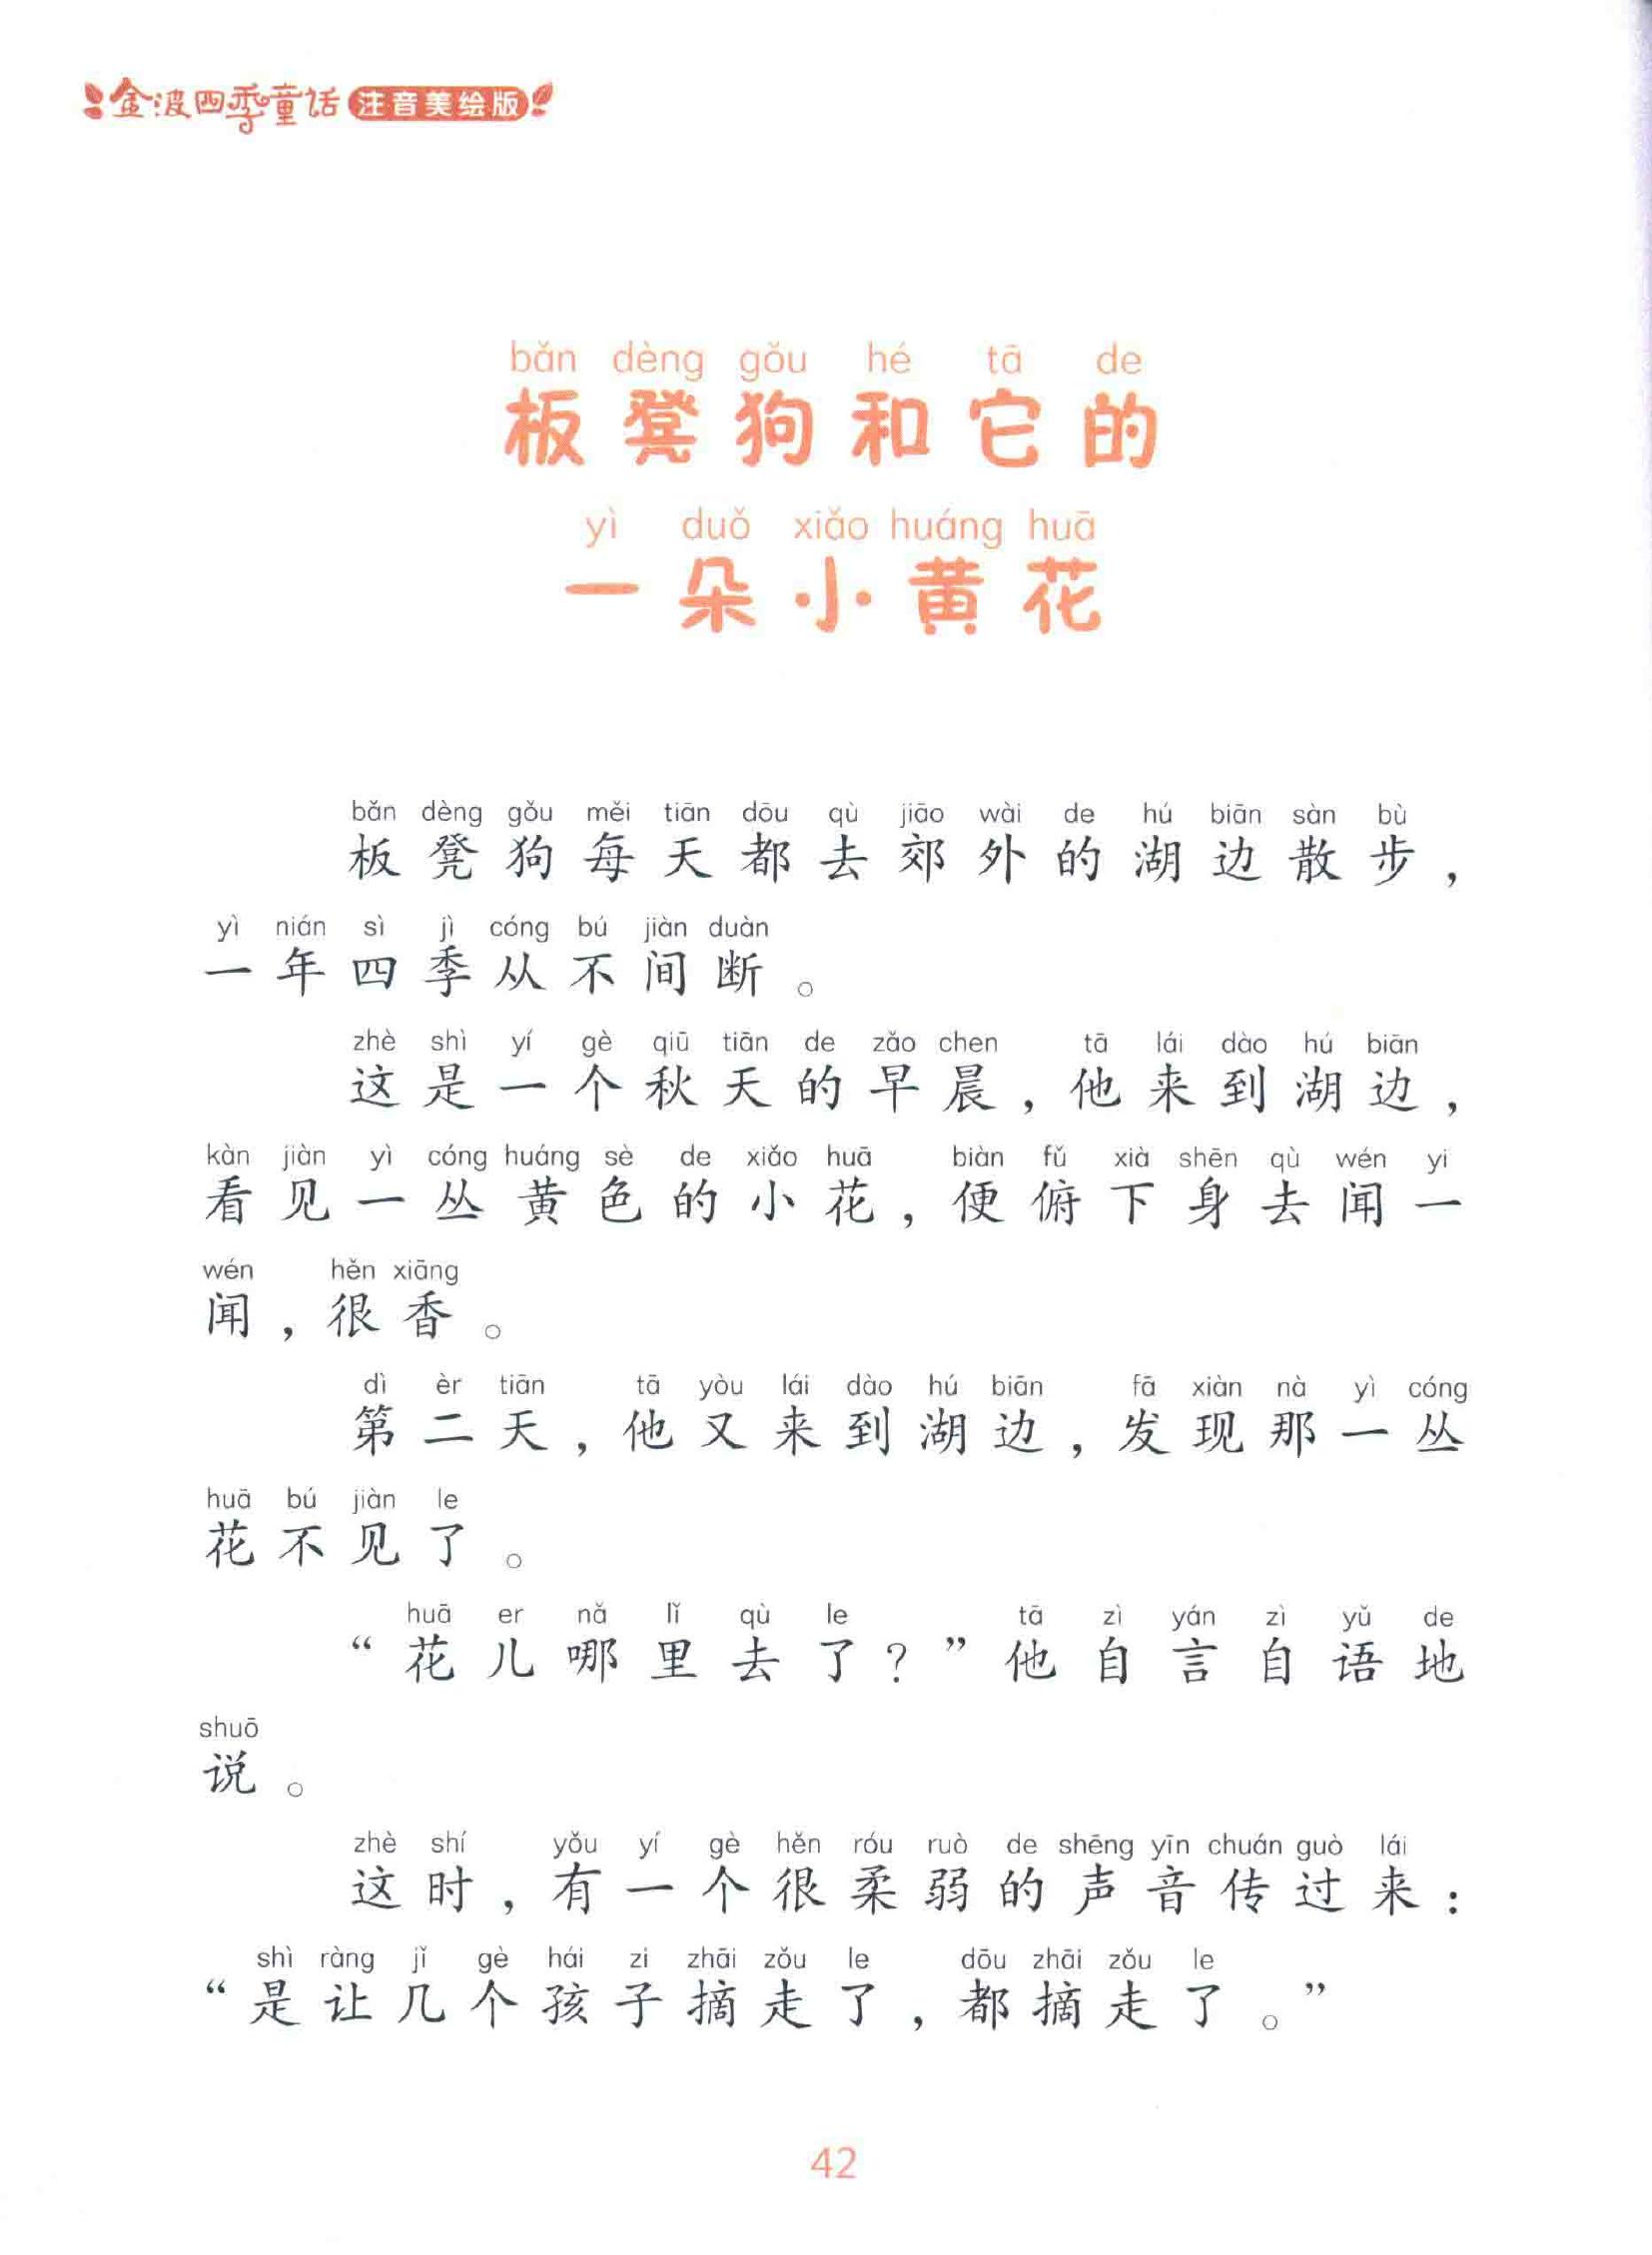 金波四季童话 注音美绘版
bǎn dèng gǒu hé tā de
板凳狗和它的
yì duǒ xiǎo huáng huā
一朵小黄花
bǎn dèng gǒu měi tiān dōu qù jiāo wài de hú biān sàn bù
板凳狗每天都去郊外的湖边散步，
yì nián sì jì cóng bú jiàn duàn
一年四季从不间断。
zhè shì yí gè qiū tiān de zǎo chen tā lái dào hú biān
这是一个秋天的早晨，他来到湖边，
kàn jiàn yì cóng huáng sè de xiǎo huā biàn fǔ xià shēn qù wén yi
看见一丛黄色的小花，便俯下身去闻一
wén hěn xiāng
闻，很香。
dì èr tiān tā yòu lái dào hú biān fā xiàn nà yì cóng
第二天，他又来到湖边，发现那一丛
huā bú jiàn le
花不见了。
huā er nǎ lǐ qù le tā zì yán zì yǔ de
“花儿哪里去了？”他自言自语地
shuō
说。
zhè shí yǒu yí gè hěn róu ruò de shēng yīn chuán guò lái
这时，有一个很柔弱的声音传过来：
shì ràng jǐ gè hái zi zhāi zǒu le dōu zhāi zǒu le
“是让几个孩子摘走了，都摘走了。”
42